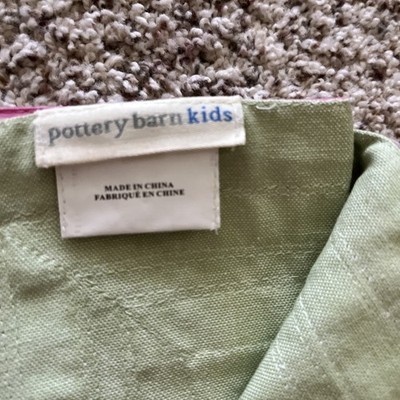 pottery barn kids
MADE IN CHINA
FABRIQUÉ EN CHINE